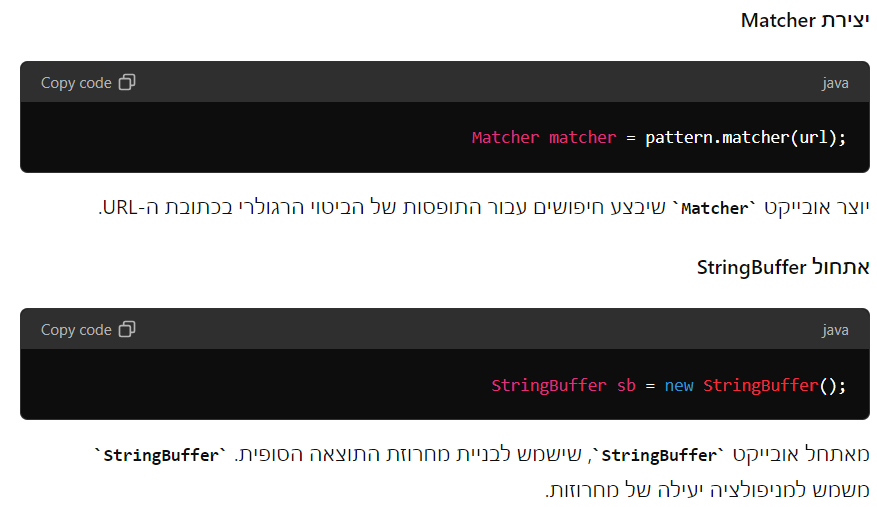 יצירת Matcher
Copy code java
Matcher matcher = pattern.matcher(url);
יוצר אובייקט `Matcher` שיבצע חיפושים עבור התופסות של הביטוי הרגולרי בכתובת ה-URL.
אתחול StringBuffer
Copy code java
StringBuffer sb = new StringBuffer();
מאתחל אובייקט `StringBuffer`, שישמש לבניית מחרוזת התוצאה הסופית. `StringBuffer`
משמש למניפולציה יעילה של מחרוזות.